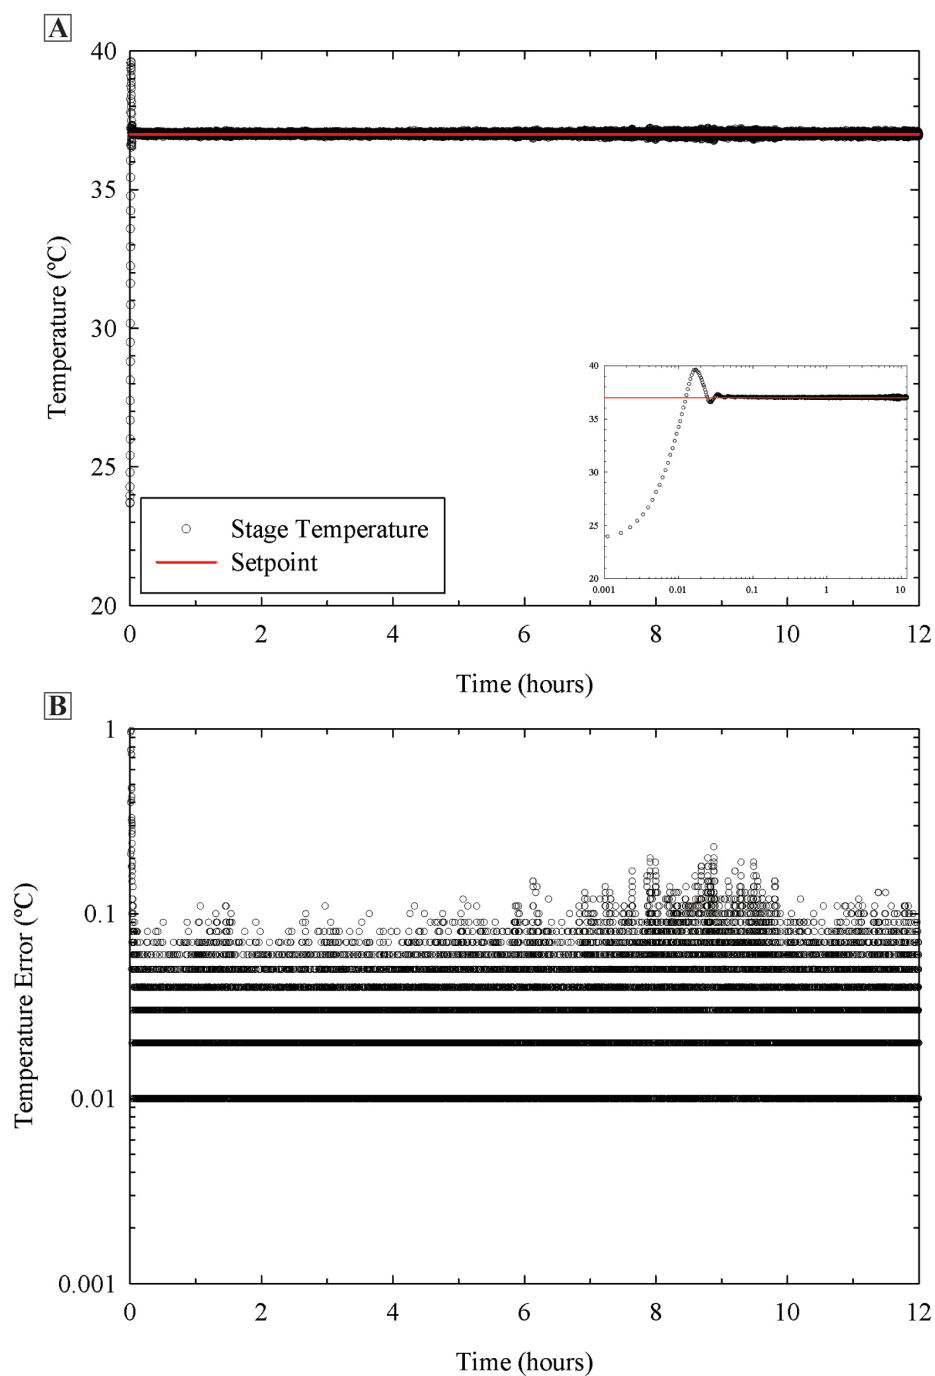 A
40
35
30
25
20
Temperature (ºC)
Stage Temperature
Setpoint
40
35
30
25
20
0.001 0.01 0.1 1 10
0 2 4 6 8 10 12
Time (hours)
B
1
0.1
0.01
0.001
Temperature Error (ºC)
0 2 4 6 8 10 12
Time (hours)